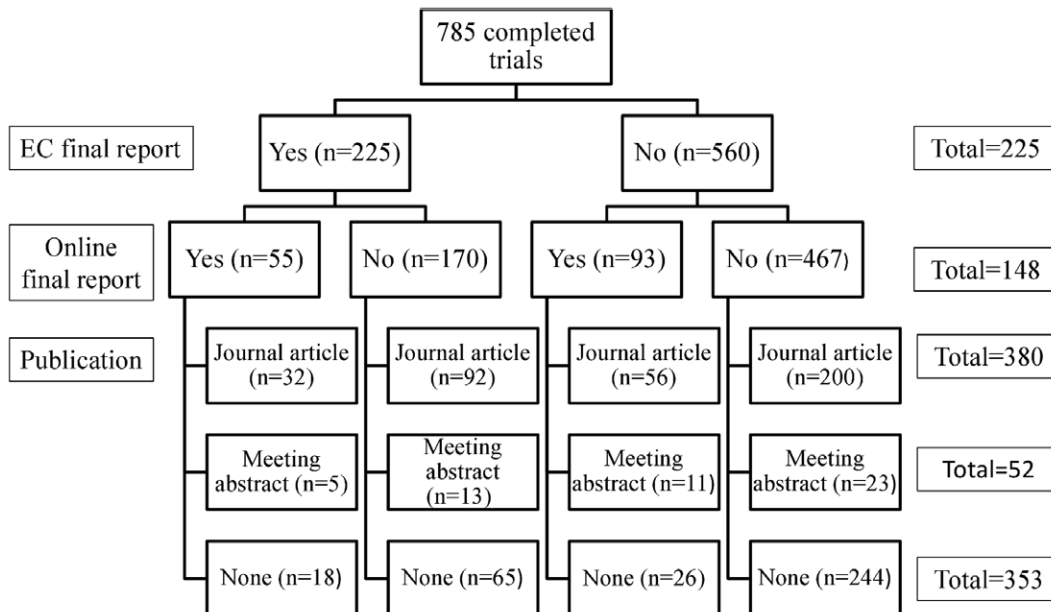 785 completed
trials
EC final report
Yes (n=225)
No (n=560)
Total=225
Online
final report
Yes (n=55)
No (n=170)
Yes (n=93)
No (n=467)
Total=148
Publication
Journal article
(n=32)
Journal article
(n=92)
Journal article
(n=56)
Journal article
(n=200)
Total=380
Meeting
abstract (n=5)
Meeting
abstract
(n=13)
Meeting
abstract (n=11)
Meeting
abstract (n=23)
Total=52
None (n=18)
None (n=65)
None (n=26)
None (n=244)
Total=353